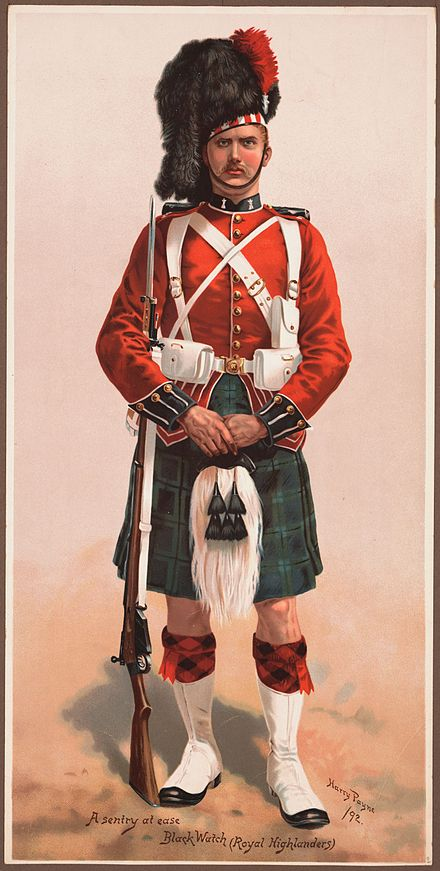 A sentry at ease
Black Watch (Royal Highlanders)
Harry Payne
/92.